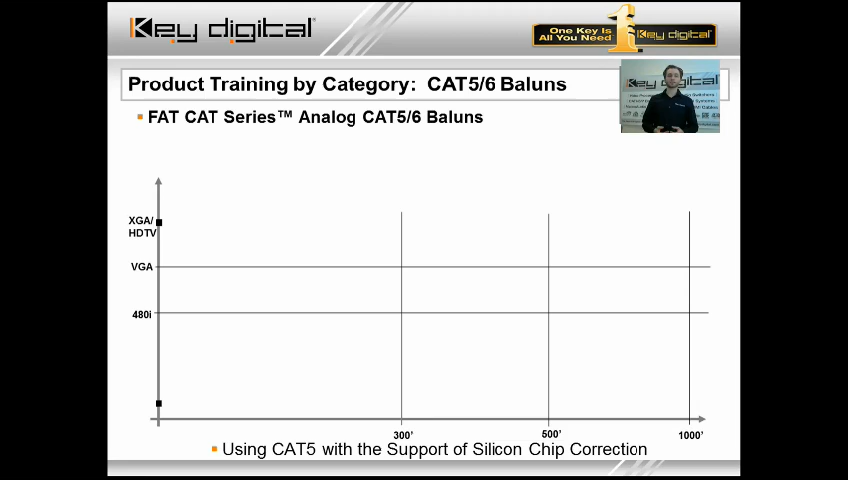 Key digital
One Key Is
All You Need
Key digital
Product Training by Category: CAT5/6 Baluns
Key digital
FAT CAT Series™ Analog CAT5/6 Baluns
XGA/
HDTV
VGA
480i
300'
500'
1000'
Using CAT5 with the Support of Silicon Chip Correction